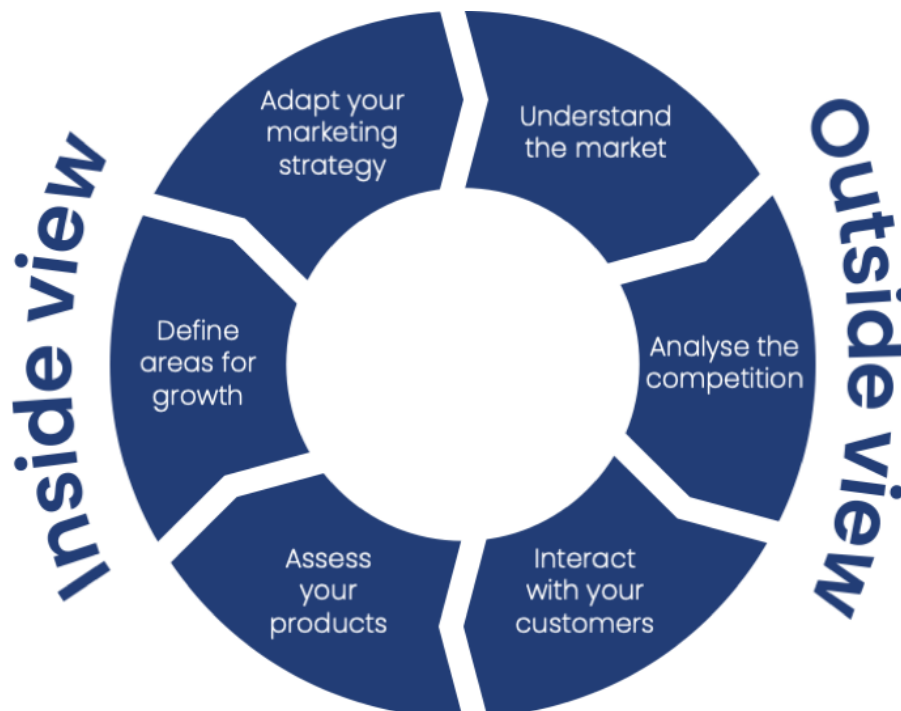 Adapt your
marketing
strategy
Understand
the market
Outside view
Inside view
Define
areas for
growth
Analyse the
competition
Assess
your
products
Interact
with your
customers